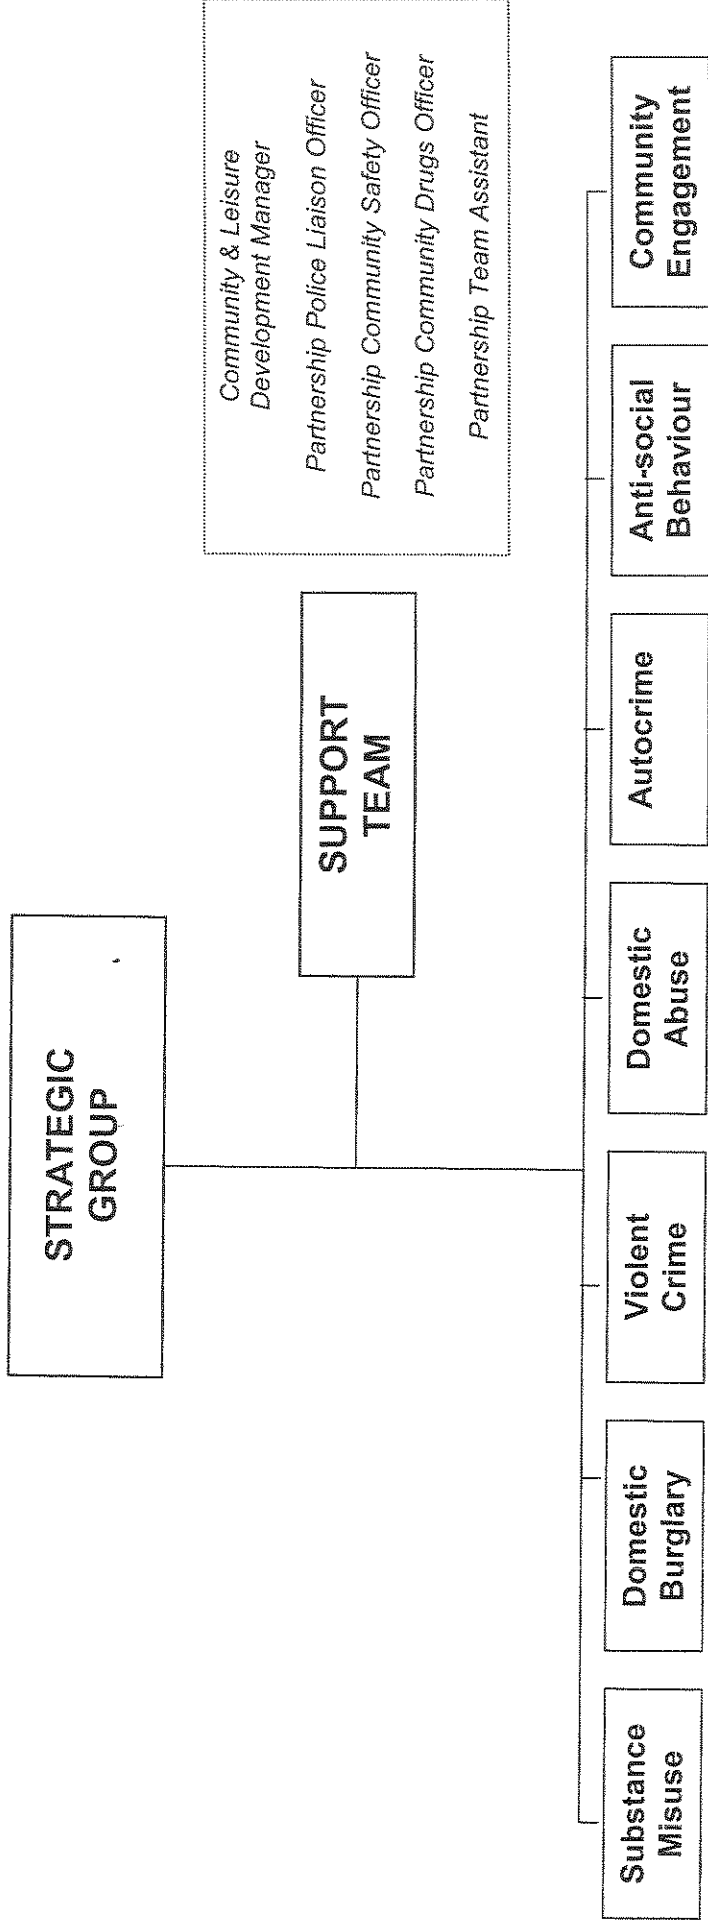 STRATEGIC
GROUP
SUPPORT
TEAM
Community & Leisure
Development Manager
Partnership Police Liaison Officer
Partnership Community Safety Officer
Partnership Community Drugs Officer
Partnership Team Assistant
Substance
Misuse
Domestic
Burglary
Violent
Crime
Domestic
Abuse
Autocrime
Anti-social
Behaviour
Community
Engagement